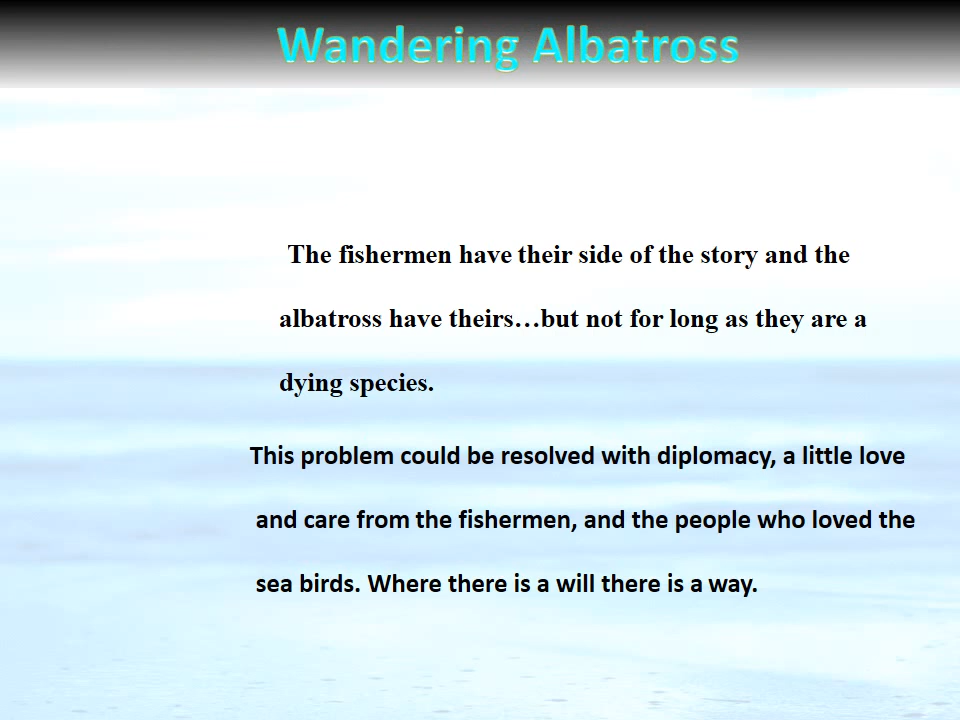 Wandering Albatross
The fishermen have their side of the story and the
albatross have theirs…but not for long as they are a
dying species.
This problem could be resolved with diplomacy, a little love
and care from the fishermen, and the people who loved the
sea birds. Where there is a will there is a way.